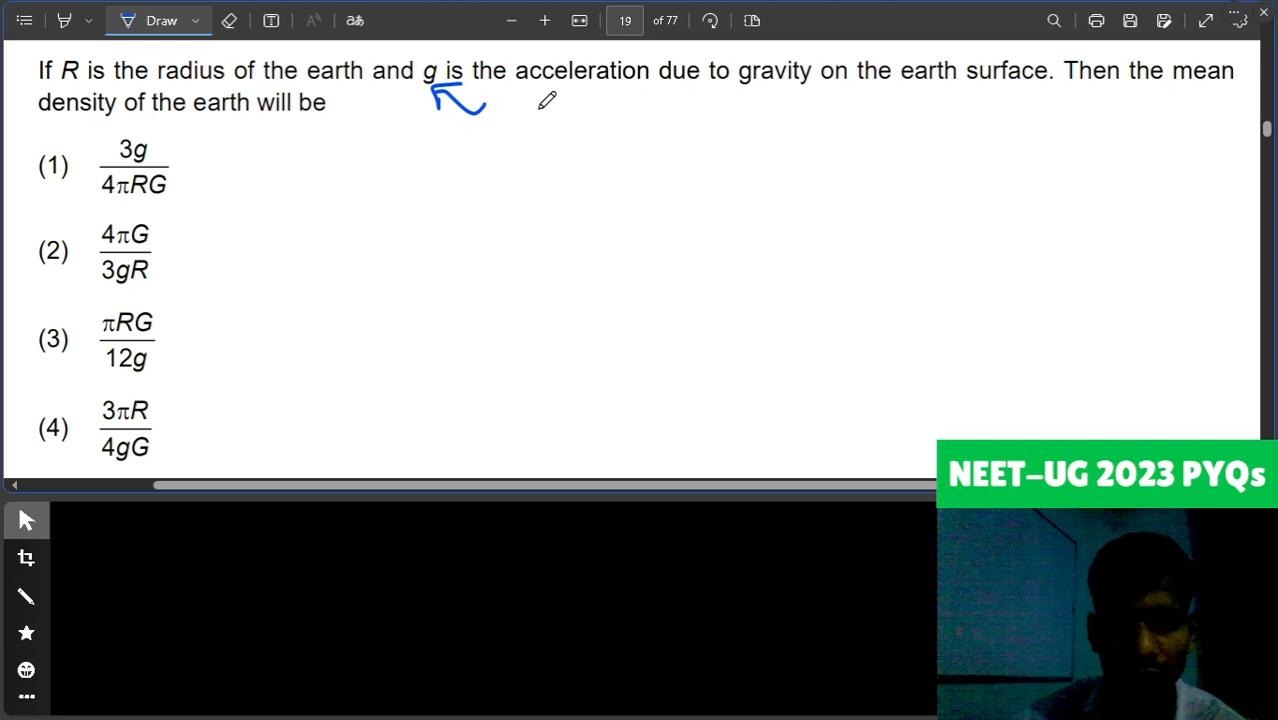 Draw
19 of 77
If R is the radius of the earth and g is the acceleration due to gravity on the earth surface. Then the mean
density of the earth will be
(1) 3g / 4πRG
(2) 4πG / 3gR
(3) πRG / 12g
(4) 3πR / 4gG
NEET-UG 2023 PYQs